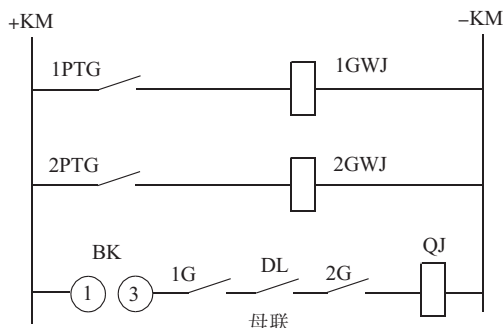 +KM
−KM
1PTG
1GWJ
2PTG
2GWJ
BK
1 3
1G
DL
2G
QJ
母联